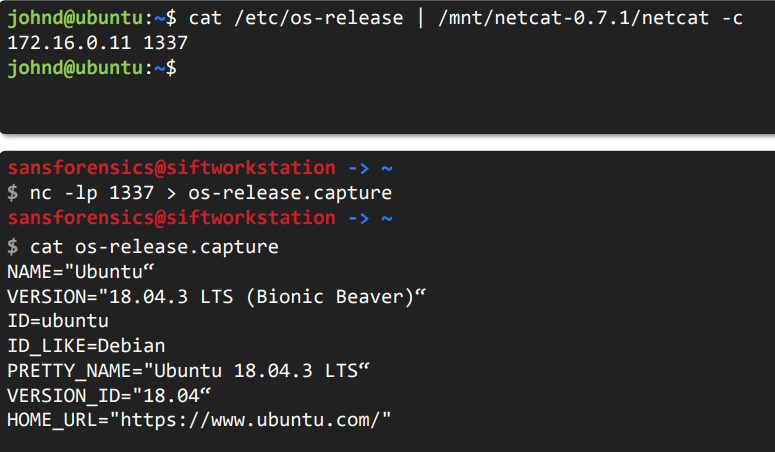 johnd@ubuntu:~$ cat /etc/os-release | /mnt/netcat-0.7.1/netcat -c
172.16.0.11 1337
johnd@ubuntu:~$
sansforensics@siftworkstation -> ~
$ nc -lp 1337 > os-release.capture
sansforensics@siftworkstation -> ~
$ cat os-release.capture
NAME="Ubuntu“
VERSION="18.04.3 LTS (Bionic Beaver)“
ID=ubuntu
ID_LIKE=Debian
PRETTY_NAME="Ubuntu 18.04.3 LTS“
VERSION_ID="18.04“
HOME_URL="https://www.ubuntu.com/"